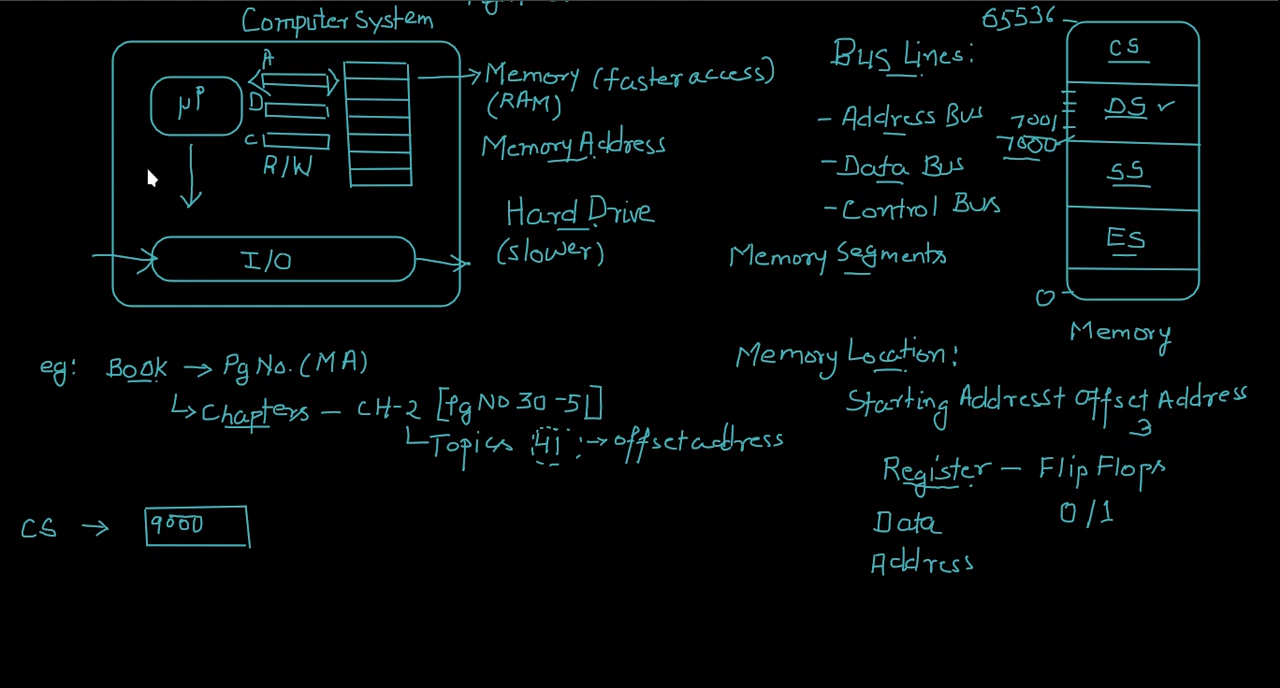 Computer System
A
D
C
R/W
μP
I/O
Memory (faster access)
(RAM)
Memory Address
Hard Drive
(slower)
Bus Lines:
- Address Bus
- Data Bus
- Control Bus
Memory Segments
65536
CS
DS ✓
7001
7000
SS
ES
0
Memory
eg: Book → Pg No. (MA)
↳ Chapters - CH-2 [Pg NO 30-51]
↳ Topics 41 → offset address
CS → 9000
Memory Location:
Starting Address + Offset Address
3
Register - Flip Flops
Data 0/1
Address